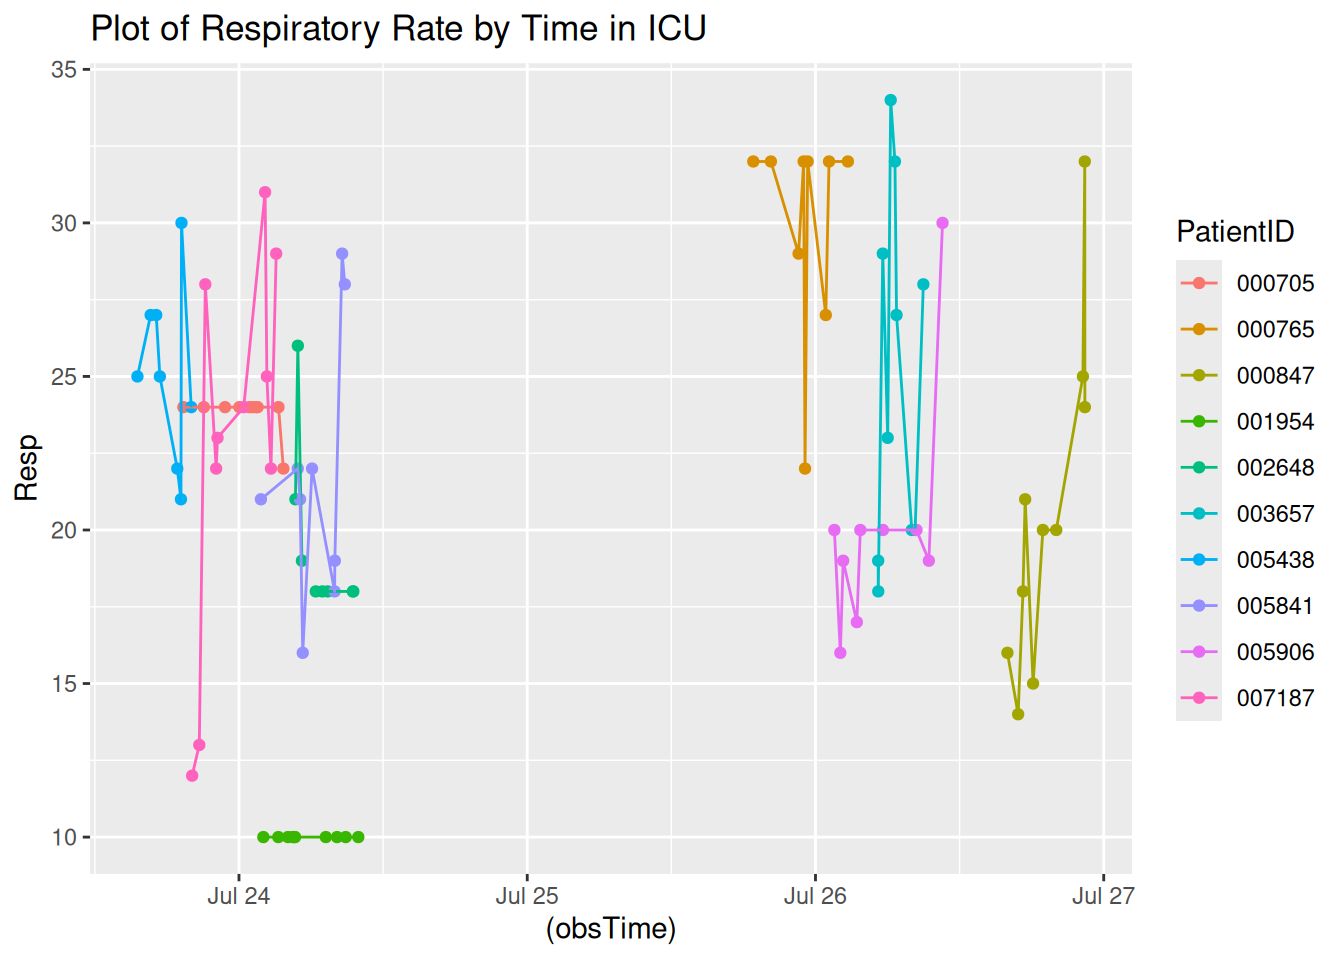 Plot of Respiratory Rate by Time in ICU
35
30
25
20
15
10
Resp
Jul 24
Jul 25
Jul 26
Jul 27
(obsTime)
PatientID
000705
000765
000847
001954
002648
003657
005438
005841
005906
007187